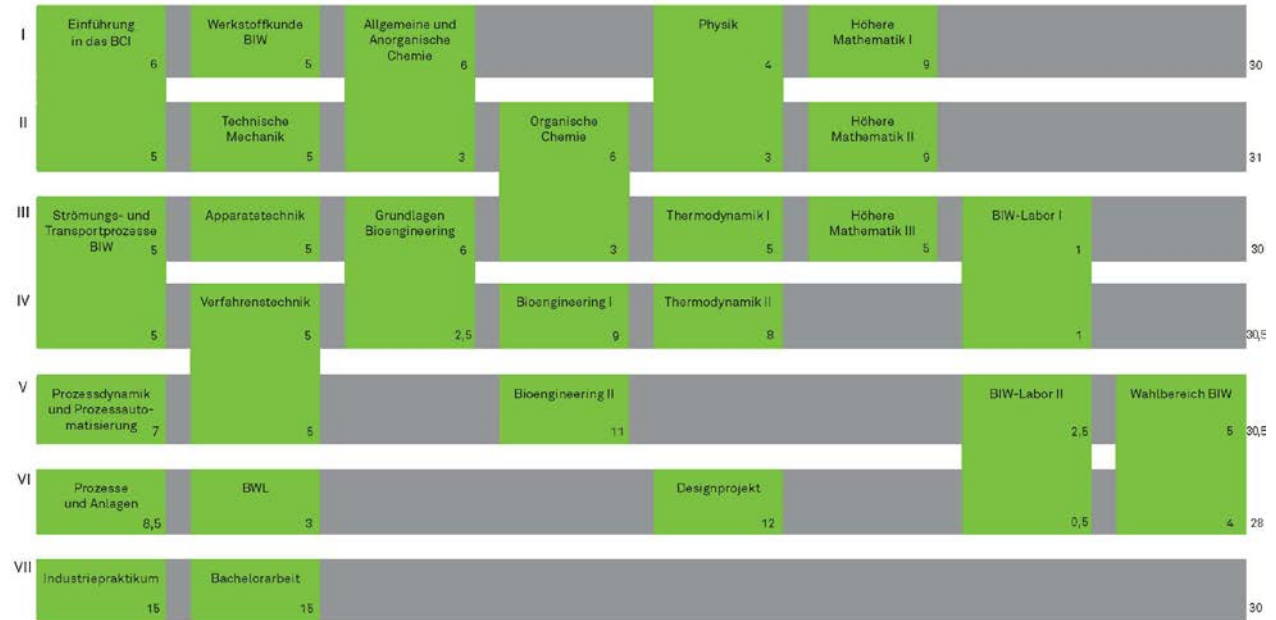 I
Einführung
in das BCI
6
Werkstoffkunde
BIW
5
Allgemeine und
Anorganische
Chemie
6
Physik
4
Höhere
Mathematik I
9
30
II
5
Technische
Mechanik
5
3
Organische
Chemie
6
3
Höhere
Mathematik II
9
31
III
Strömungs- und
Transportprozesse
BIW
5
Apparatetechnik
5
Grundlagen
Bioengineering
6
3
Thermodynamik I
5
Höhere
Mathematik III
5
BIW-Labor I
1
30
IV
5
Verfahrenstechnik
5
2,5
Bioengineering I
9
Thermodynamik II
8
1
30,5
V
Prozessdynamik
und Prozessauto-
matisierung
7
5
Bioengineering II
11
BIW-Labor II
2,5
Wahlbereich BIW
5
30,5
VI
Prozesse
und Anlagen
8,5
BWL
3
Designprojekt
12
0,5
4
28
VII
Industriepraktikum
15
Bachelorarbeit
15
30